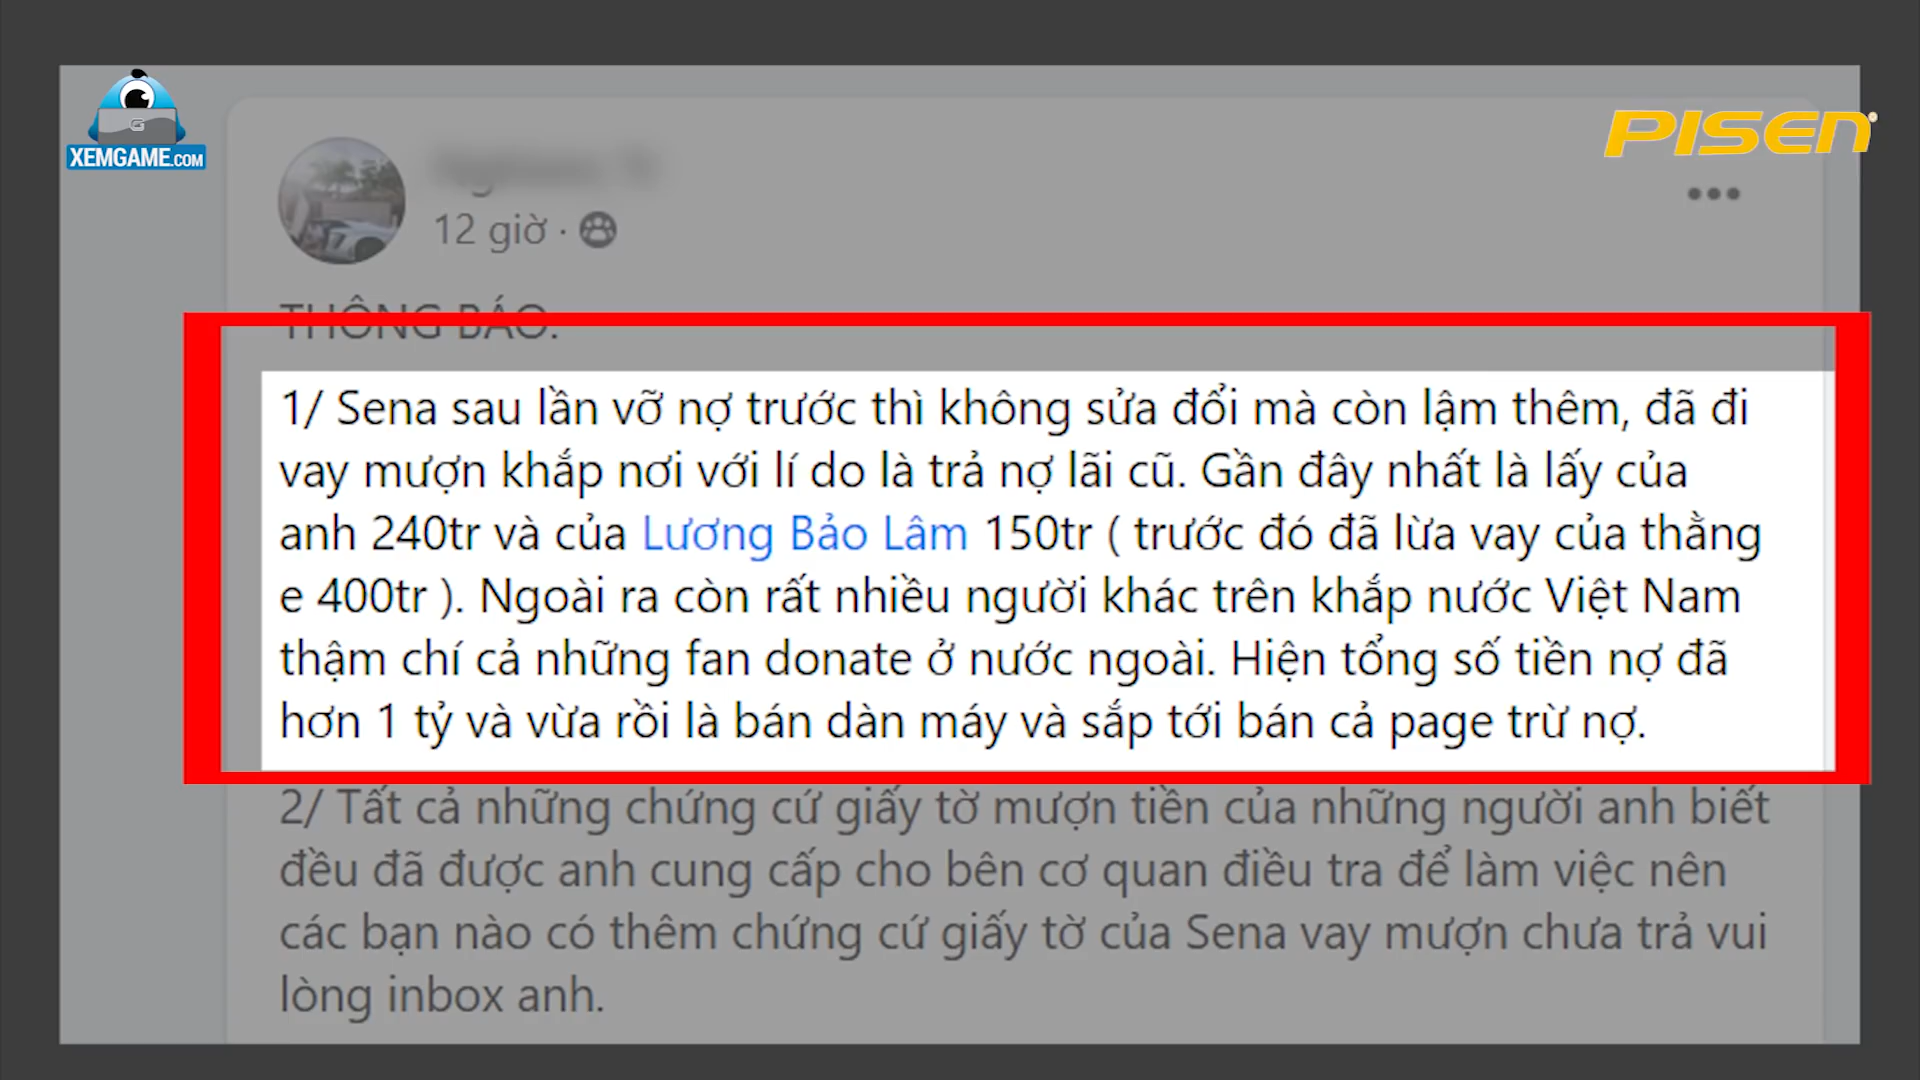 XEMGAME.COM
PISEN
12 giờ ·
THÔNG BÁO.
1/ Sena sau lần vỡ nợ trước thì không sửa đổi mà còn lậm thêm, đã đi
vay mượn khắp nơi với lí do là trả nợ lãi cũ. Gần đây nhất là lấy của
anh 240tr và của Lương Bảo Lâm 150tr ( trước đó đã lừa vay của thằng
e 400tr ). Ngoài ra còn rất nhiều người khác trên khắp nước Việt Nam
thậm chí cả những fan donate ở nước ngoài. Hiện tổng số tiền nợ đã
hơn 1 tỷ và vừa rồi là bán dàn máy và sắp tới bán cả page trừ nợ.
2/ Tất cả những chứng cứ giấy tờ mượn tiền của những người anh biết
đều đã được anh cung cấp cho bên cơ quan điều tra để làm việc nên
các bạn nào có thêm chứng cứ giấy tờ của Sena vay mượn chưa trả vui
lòng inbox anh.